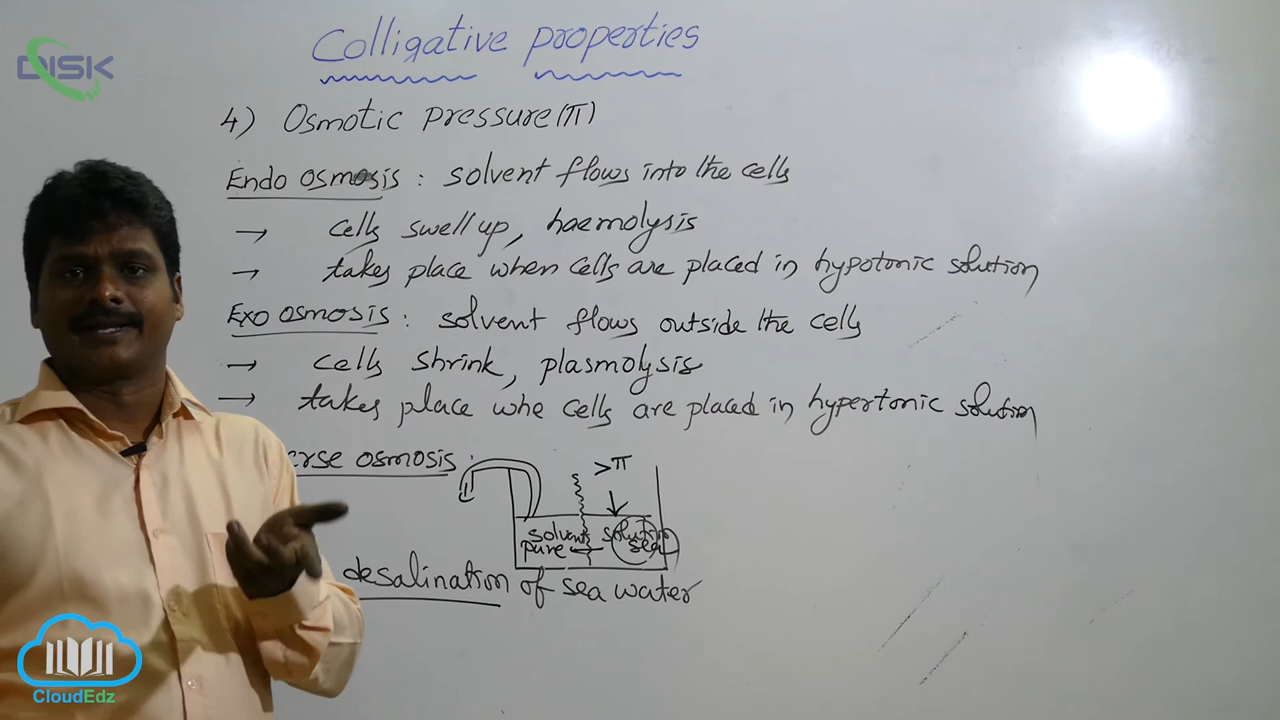 DISK
Colligative properties
4) Osmotic pressure(π)
Endo osmosis : solvent flows into the cells
→ cells swell up, haemolysis
→ takes place when cells are placed in hypotonic solution
Exo osmosis : solvent flows outside the cells
→ cells shrink, plasmolysis
→ takes place whe cells are placed in hypertonic solution
erse osmosis :
>π
solvent solution
pure sea
desalination of sea water
CloudEdz